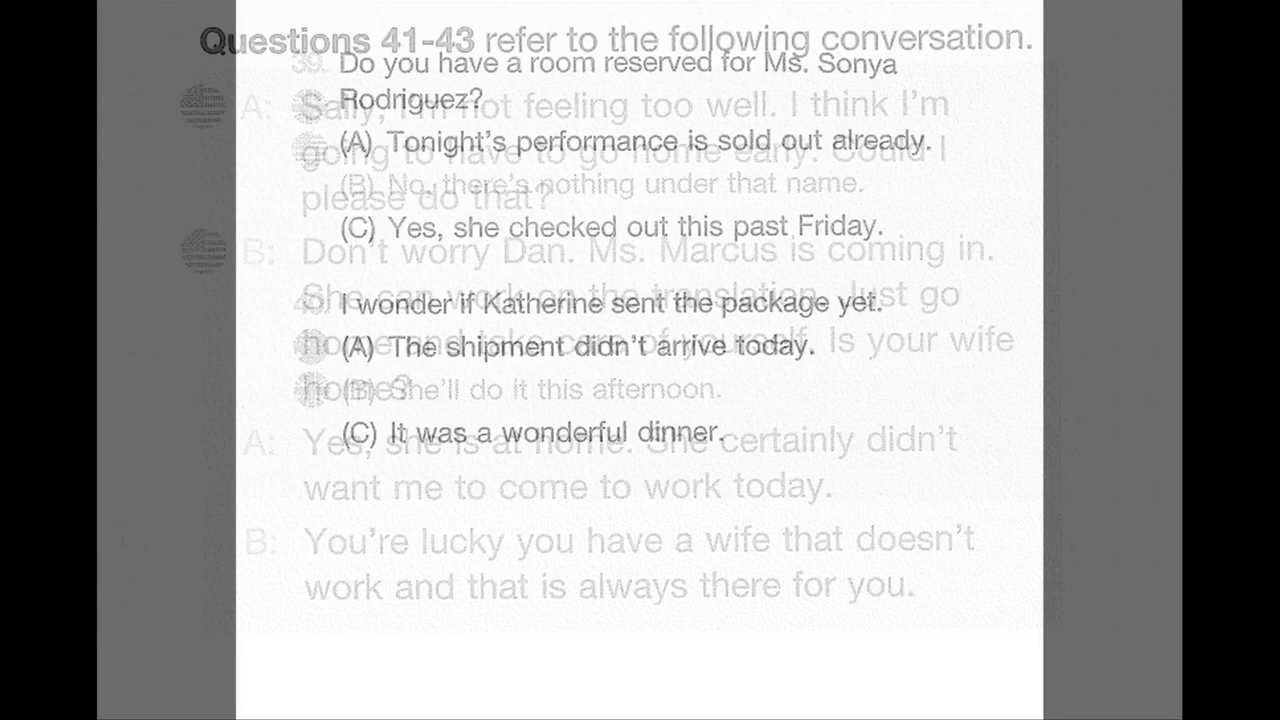 Questions 41-43 refer to the following conversation.
39. Do you have a room reserved for Ms. Sonya
Rodriguez?
(A) Tonight's performance is sold out already.
(B) No, there's nothing under that name.
(C) Yes, she checked out this past Friday.
40. I wonder if Katherine sent the package yet.
(A) The shipment didn't arrive today.
(B) She'll do it this afternoon.
(C) It was a wonderful dinner.
A: Sally, I'm not feeling too well. I think I'm
going to have to go home early. Could I
please do that?
B: Don't worry Dan. Ms. Marcus is coming in.
She can work on the translation. Just go
home and take care of yourself. Is your wife
home?
A: Yes, she is at home. She certainly didn't
want me to come to work today.
B: You're lucky you have a wife that doesn't
work and that is always there for you.